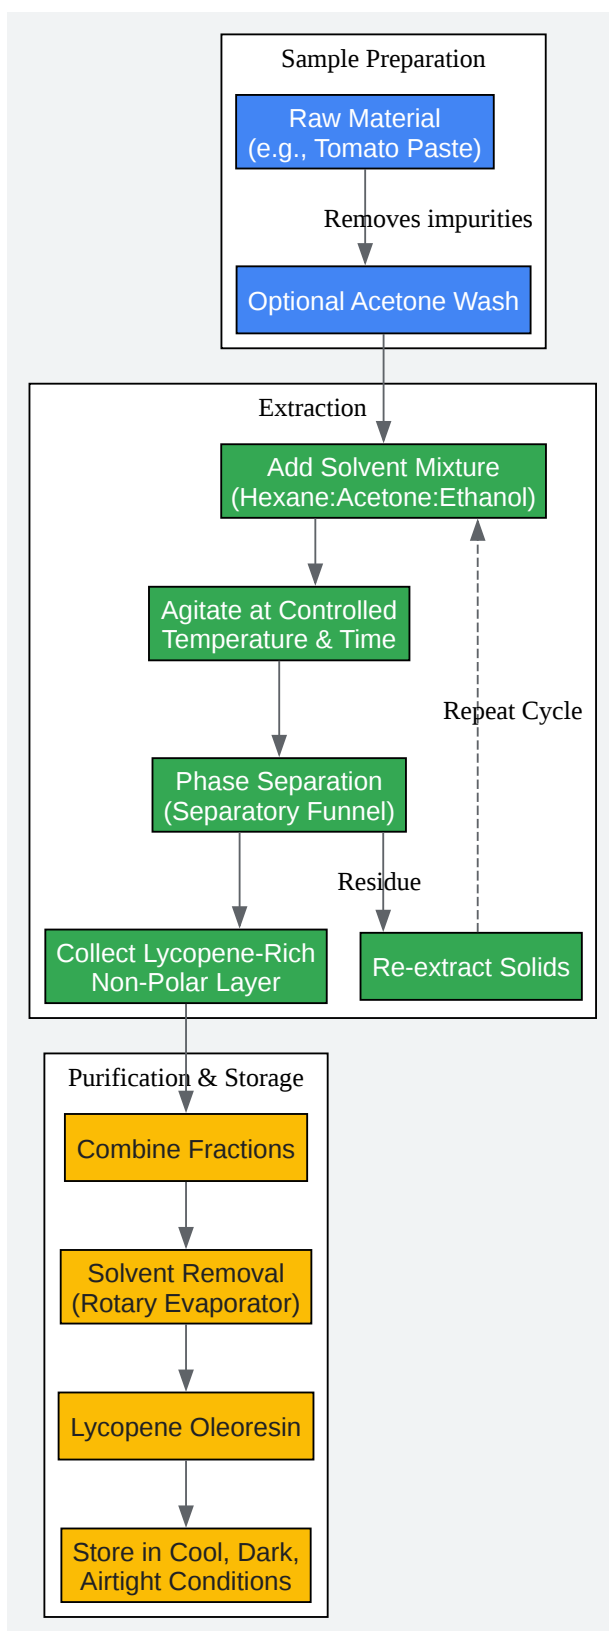 Sample Preparation
Raw Material
(e.g., Tomato Paste)
Removes impurities
Optional Acetone Wash
Extraction
Add Solvent Mixture
(Hexane:Acetone:Ethanol)
Agitate at Controlled
Temperature & Time
Repeat Cycle
Phase Separation
(Separatory Funnel)
Residue
Collect Lycopene-Rich
Non-Polar Layer
Re-extract Solids
Purification & Storage
Combine Fractions
Solvent Removal
(Rotary Evaporator)
Lycopene Oleoresin
Store in Cool, Dark,
Airtight Conditions